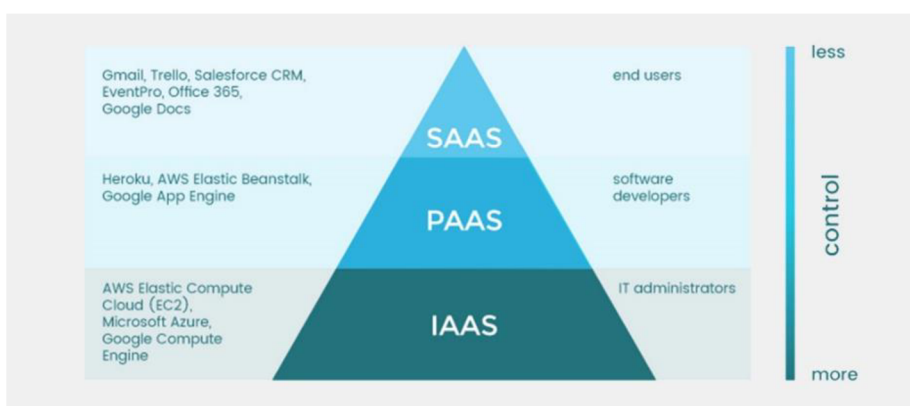 Gmail, Trello, Salesforce CRM,
EventPro, Office 365,
Google Docs
SAAS
end users
less
Heroku, AWS Elastic Beanstalk,
Google App Engine
PAAS
software
developers
control
AWS Elastic Compute
Cloud (EC2),
Microsoft Azure,
Google Compute
Engine
IAAS
IT administrators
more